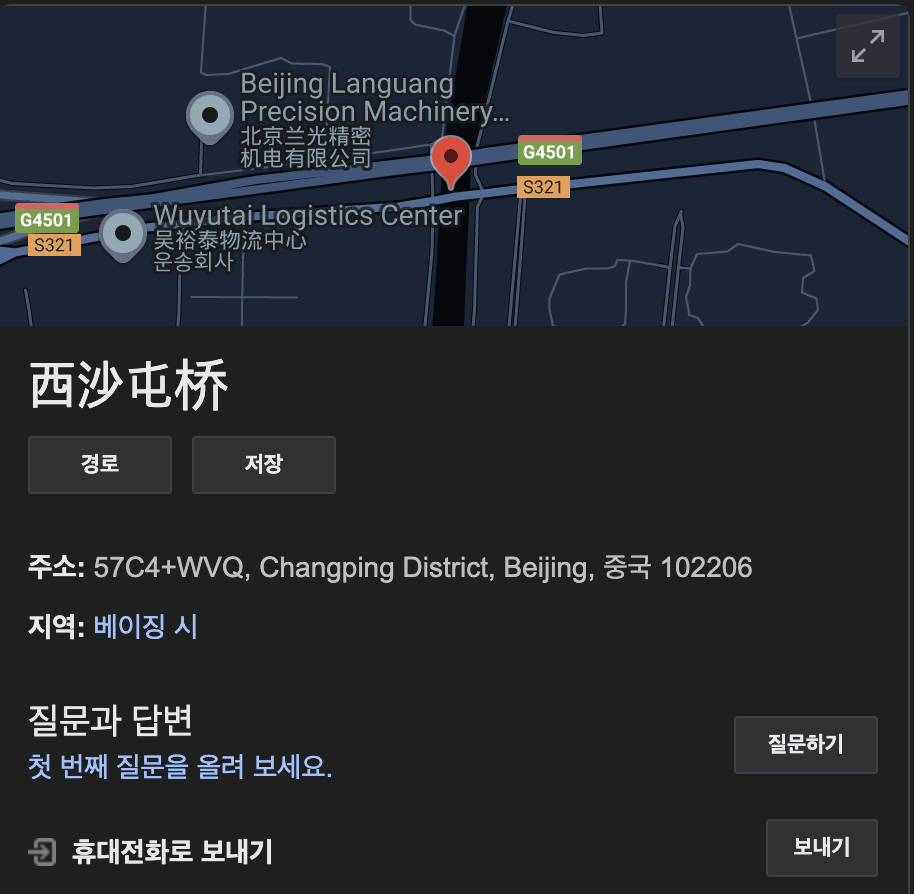 Beijing Languang
Precision Machinery...
北京兰光精密
机电有限公司
G4501
S321
G4501
S321
Wuyutai Logistics Center
吴裕泰物流中心
운송회사
西沙屯桥
경로
저장
주소: 57C4+WVQ, Changping District, Beijing, 중국 102206
지역: 베이징 시
질문과 답변
첫 번째 질문을 올려 보세요.
질문하기
휴대전화로 보내기
보내기